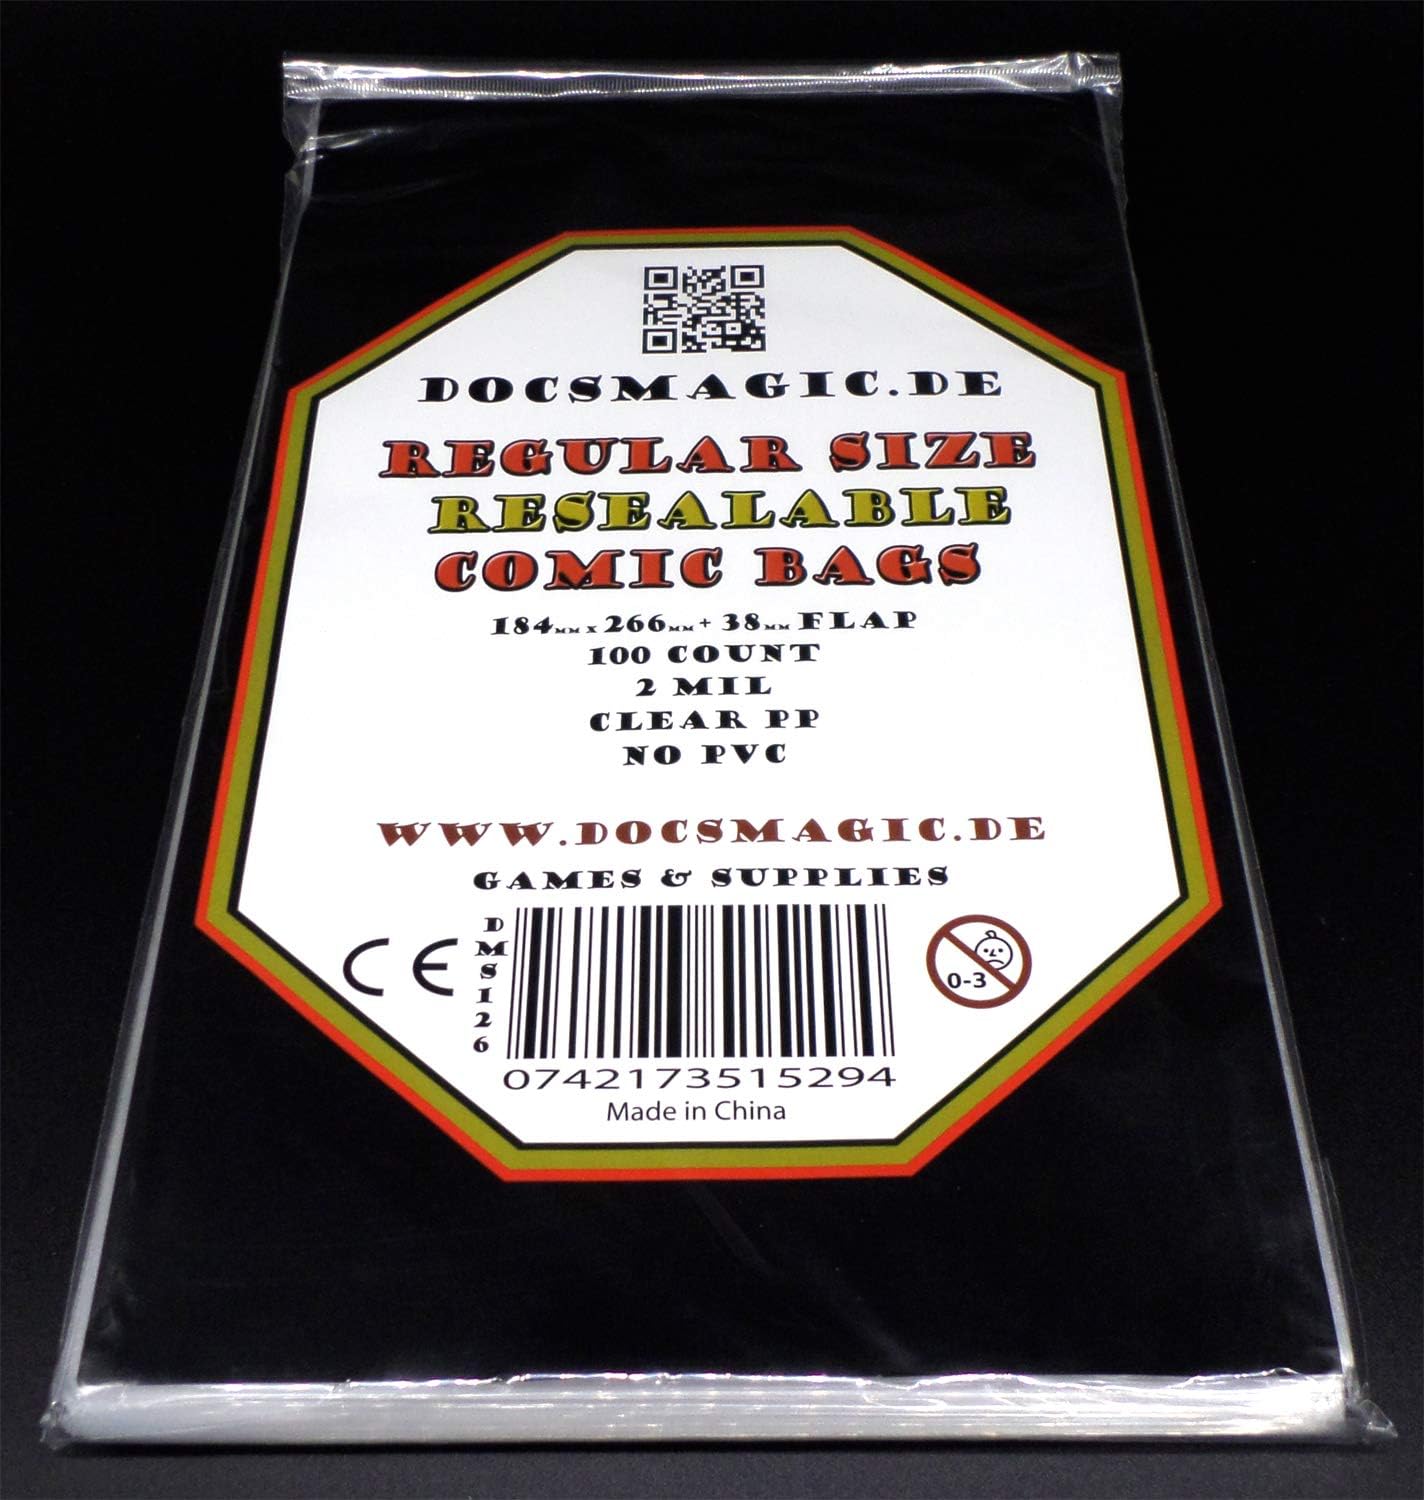 DOCSMAGIC.DE
REGULAR SIZE
RESEALABLE
COMIC BAGS
184MM X 266MM + 38MM FLAP
100 COUNT
2 MIL
CLEAR PP
NO PVC
WWW.DOCSMAGIC.DE
GAMES & SUPPLIES
CE
DMS126
0-3
0742173515294
Made in China